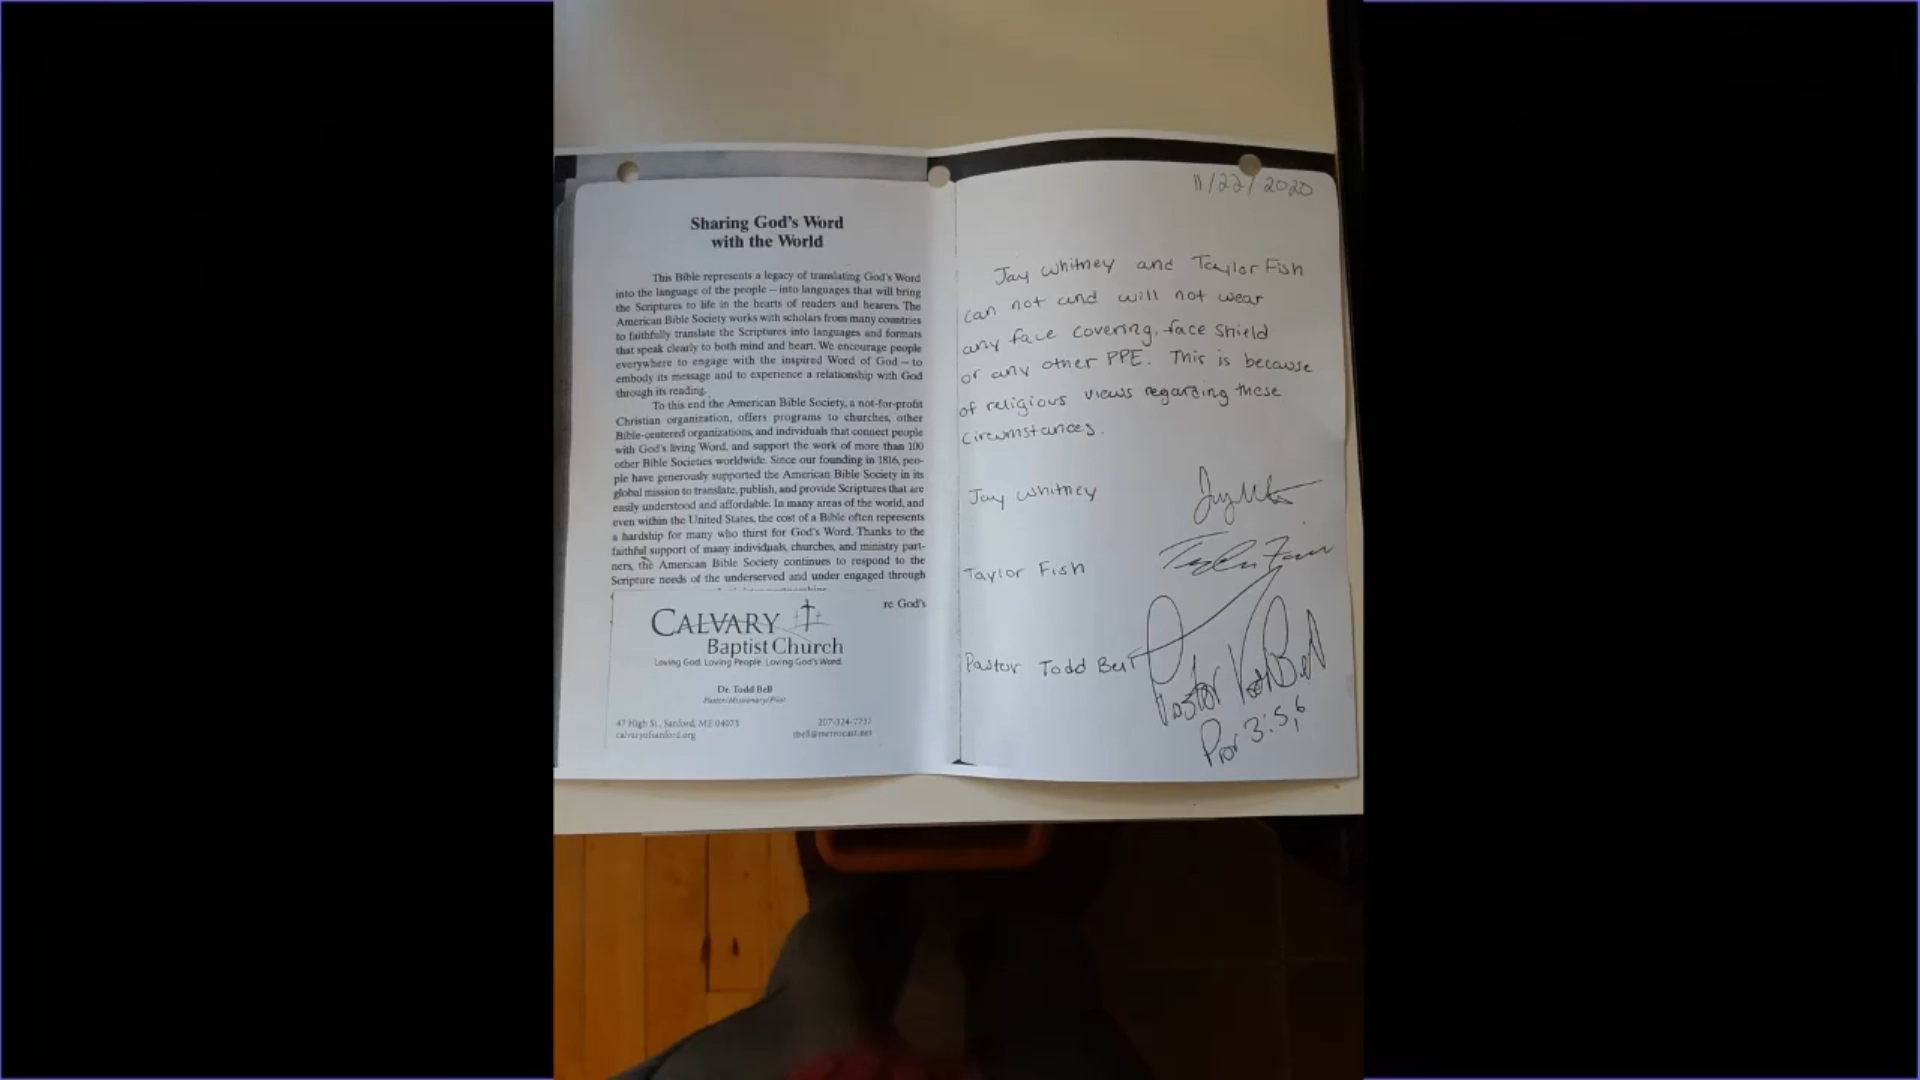 Sharing God's Word
with the World
This Bible represents a legacy of translating God's Word
into the language of the people – into languages that will bring
the Scriptures to life in the hearts of readers and hearers. The
American Bible Society works with scholars from many countries
to faithfully translate the Scriptures into languages and formats
that speak clearly to both mind and heart. We encourage people
everywhere to engage with the inspired Word of God – to
embody its message and to experience a relationship with God
through its reading.
To this end the American Bible Society, a not-for-profit
Christian organization, offers programs to churches, other
Bible-centered organizations, and individuals that connect people
with God's living Word, and support the work of more than 100
other Bible Societies worldwide. Since our founding in 1816, peo-
ple have generously supported the American Bible Society in its
global mission to translate, publish, and provide Scriptures that are
easily understood and affordable. In many areas of the world, and
even within the United States, the cost of a Bible often represents
a hardship for many who thirst for God's Word. Thanks to the
faithful support of many individuals, churches, and ministry part-
ners, the American Bible Society continues to respond to the
Scripture needs of the underserved and under engaged through
re God's
CALVARY
Baptist Church
Loving God. Loving People. Loving God's Word.
Dr. Todd Bell
Pastor/Missionary/Pilot
47 High St., Sanford, ME 04073
207-324-7737
calvaryofsanford.org
tbell@metrocast.net
11/22/2020
Jay Whitney and Taylor Fish
can not and will not wear
any face covering, face shield
or any other PPE. This is because
of religious views regarding these
circumstances.
Jay Whitney
Taylor Fish
Pastor Todd Bell
Pastor Todd Bell
Prov 3:5,6